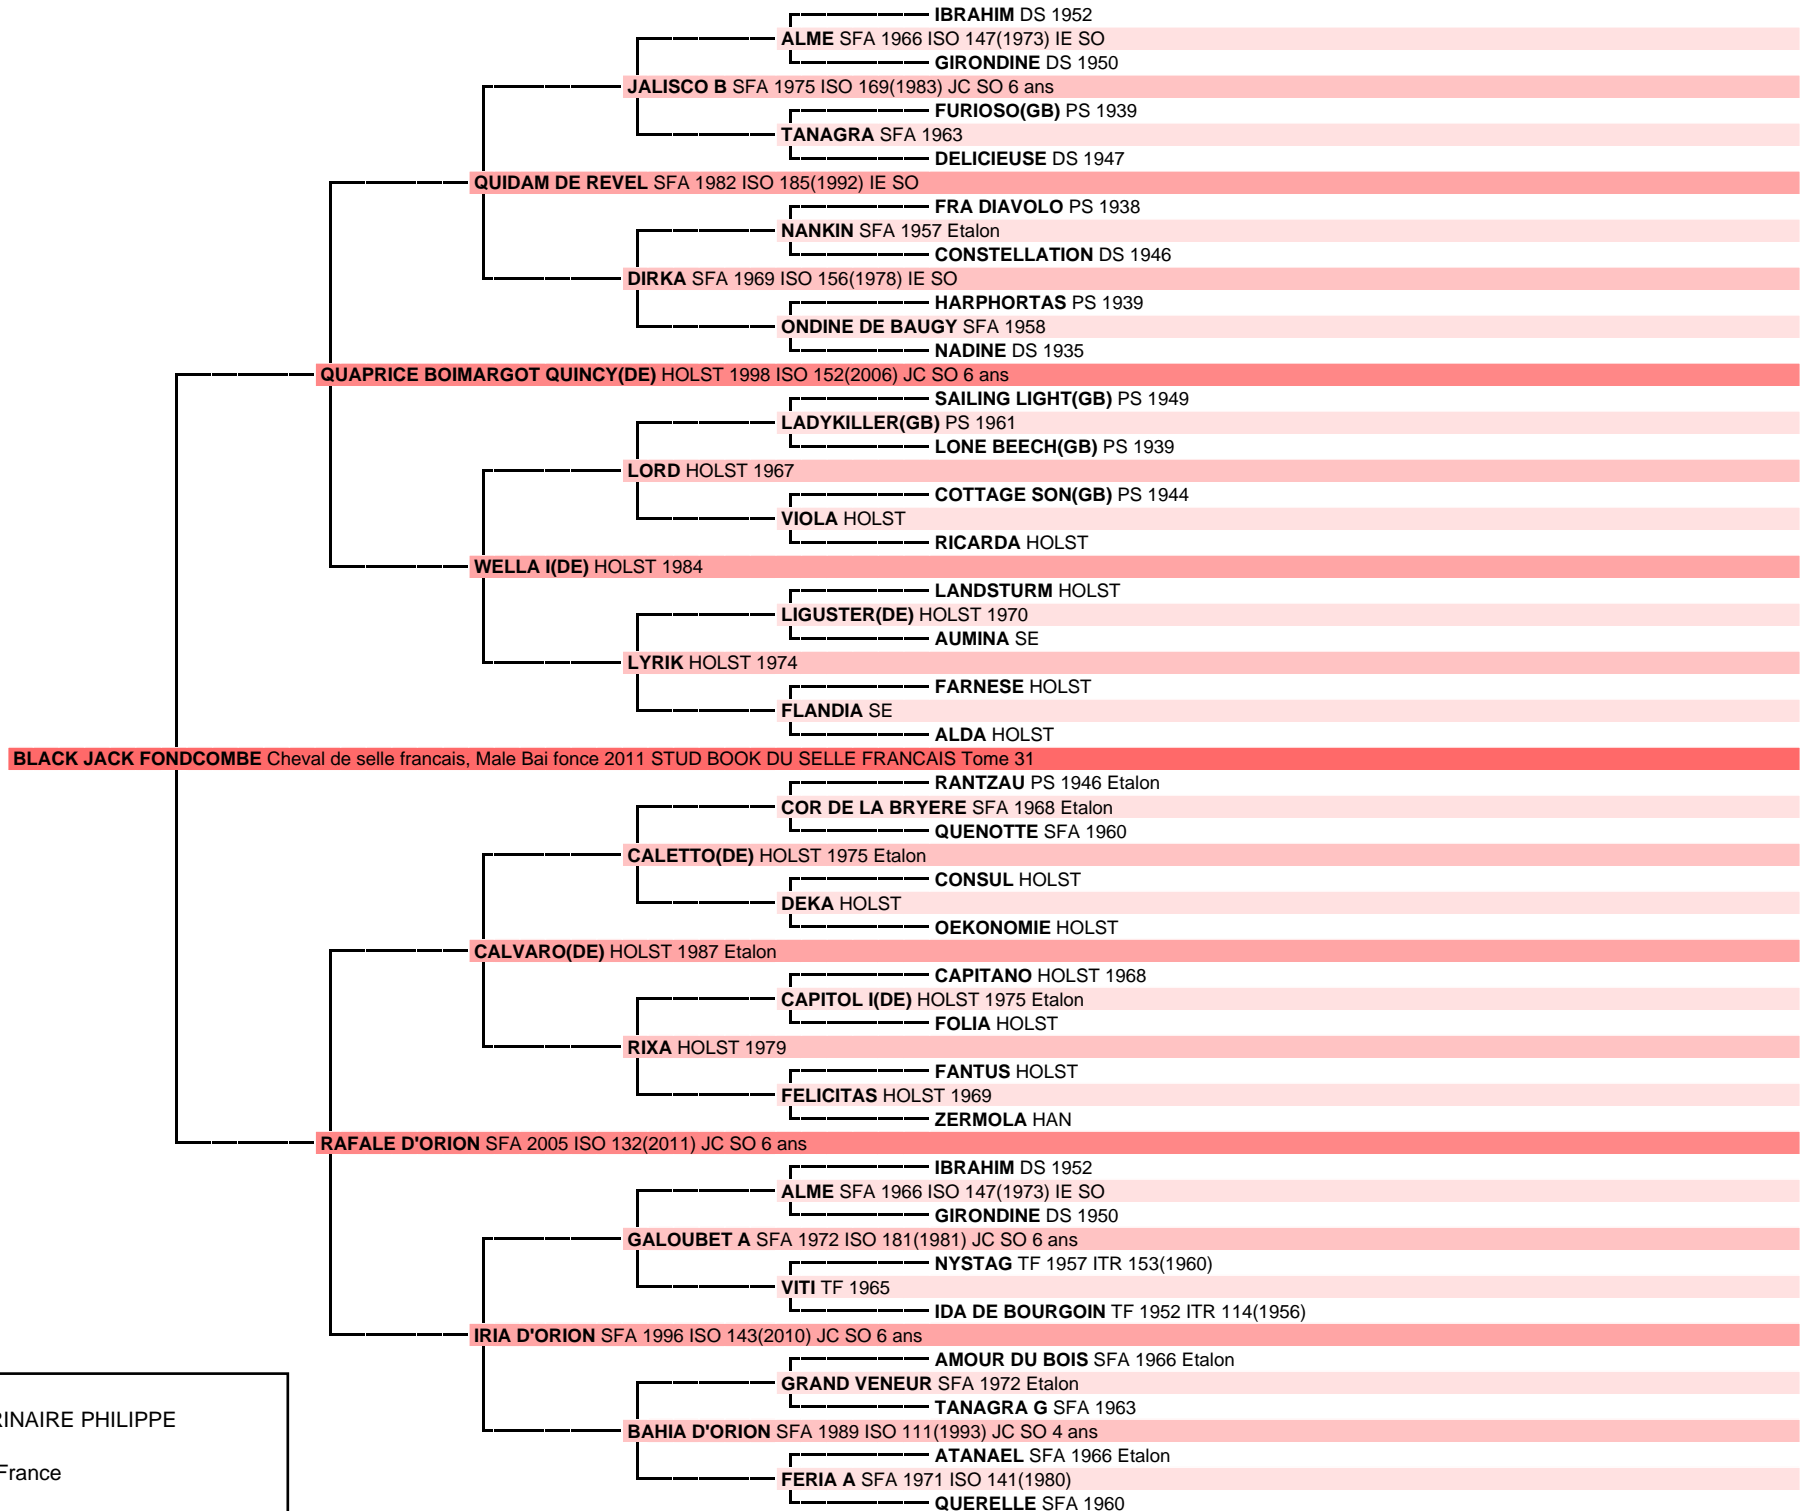 IBRAHIM DS 1952
ALME SFA 1966 ISO 147(1973) IE SO
GIRONDINE DS 1950
JALISCO B SFA 1975 ISO 169(1983) JC SO 6 ans
FURIOSO(GB) PS 1939
TANAGRA SFA 1963
DELICIEUSE DS 1947
QUIDAM DE REVEL SFA 1982 ISO 185(1992) IE SO
FRA DIAVOLO PS 1938
NANKIN SFA 1957 Etalon
CONSTELLATION DS 1946
DIRKA SFA 1969 ISO 156(1978) IE SO
HARPHORTAS PS 1939
ONDINE DE BAUGY SFA 1958
NADINE DS 1935
QUAPRICE BOIMARGOT QUINCY(DE) HOLST 1998 ISO 152(2006) JC SO 6 ans
SAILING LIGHT(GB) PS 1949
LADYKILLER(GB) PS 1961
LONE BEECH(GB) PS 1939
LORD HOLST 1967
COTTAGE SON(GB) PS 1944
VIOLA HOLST
RICARDA HOLST
WELLA I(DE) HOLST 1984
LANDSTURM HOLST
LIGUSTER(DE) HOLST 1970
AUMINA SE
LYRIK HOLST 1974
FARNESE HOLST
FLANDIA SE
ALDA HOLST
BLACK JACK FONDCOMBE Cheval de selle francais, Male Bai fonce 2011 STUD BOOK DU SELLE FRANCAIS Tome 31
RANTZAU PS 1946 Etalon
COR DE LA BRYERE SFA 1968 Etalon
QUENOTTE SFA 1960
CALETTO(DE) HOLST 1975 Etalon
CONSUL HOLST
DEKA HOLST
OEKONOMIE HOLST
CALVARO(DE) HOLST 1987 Etalon
CAPITANO HOLST 1968
CAPITOL I(DE) HOLST 1975 Etalon
FOLIA HOLST
RIXA HOLST 1979
FANTUS HOLST
FELICITAS HOLST 1969
ZERMOLA HAN
RAFALE D'ORION SFA 2005 ISO 132(2011) JC SO 6 ans
IBRAHIM DS 1952
ALME SFA 1966 ISO 147(1973) IE SO
GIRONDINE DS 1950
GALOUBET A SFA 1972 ISO 181(1981) JC SO 6 ans
NYSTAG TF 1957 ITR 153(1960)
VITI TF 1965
IDA DE BOURGOIN TF 1952 ITR 114(1956)
IRIA D'ORION SFA 1996 ISO 143(2010) JC SO 6 ans
AMOUR DU BOIS SFA 1966 Etalon
GRAND VENEUR SFA 1972 Etalon
TANAGRA G SFA 1963
BAHIA D'ORION SFA 1989 ISO 111(1993) JC SO 4 ans
ATANAEL SFA 1966 Etalon
FERIA A SFA 1971 ISO 141(1980)
QUERELLE SFA 1960
RINAIRE PHILIPPE
France